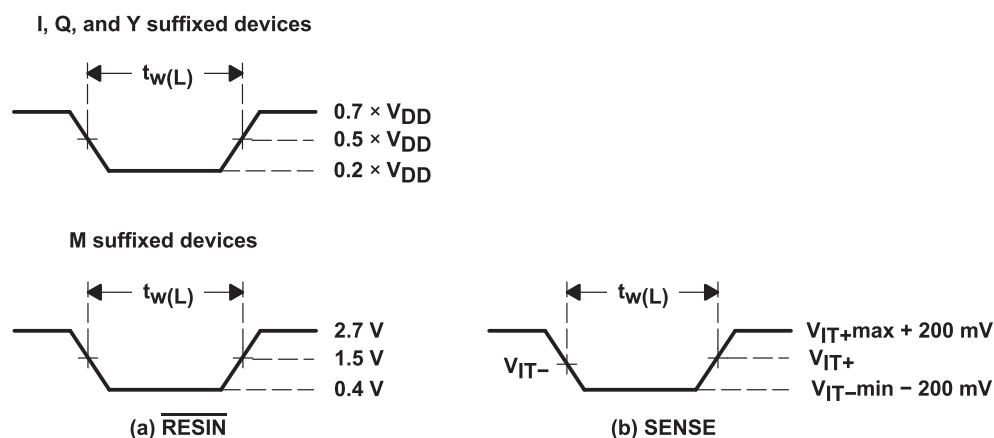 I, Q, and Y suffixed devices
tw(L)
0.7 × VDD
0.5 × VDD
0.2 × VDD
M suffixed devices
tw(L)
2.7 V
1.5 V
0.4 V
(a) RESIN
tw(L)
VIT−
VIT+max + 200 mV
VIT+
VIT−min − 200 mV
(b) SENSE